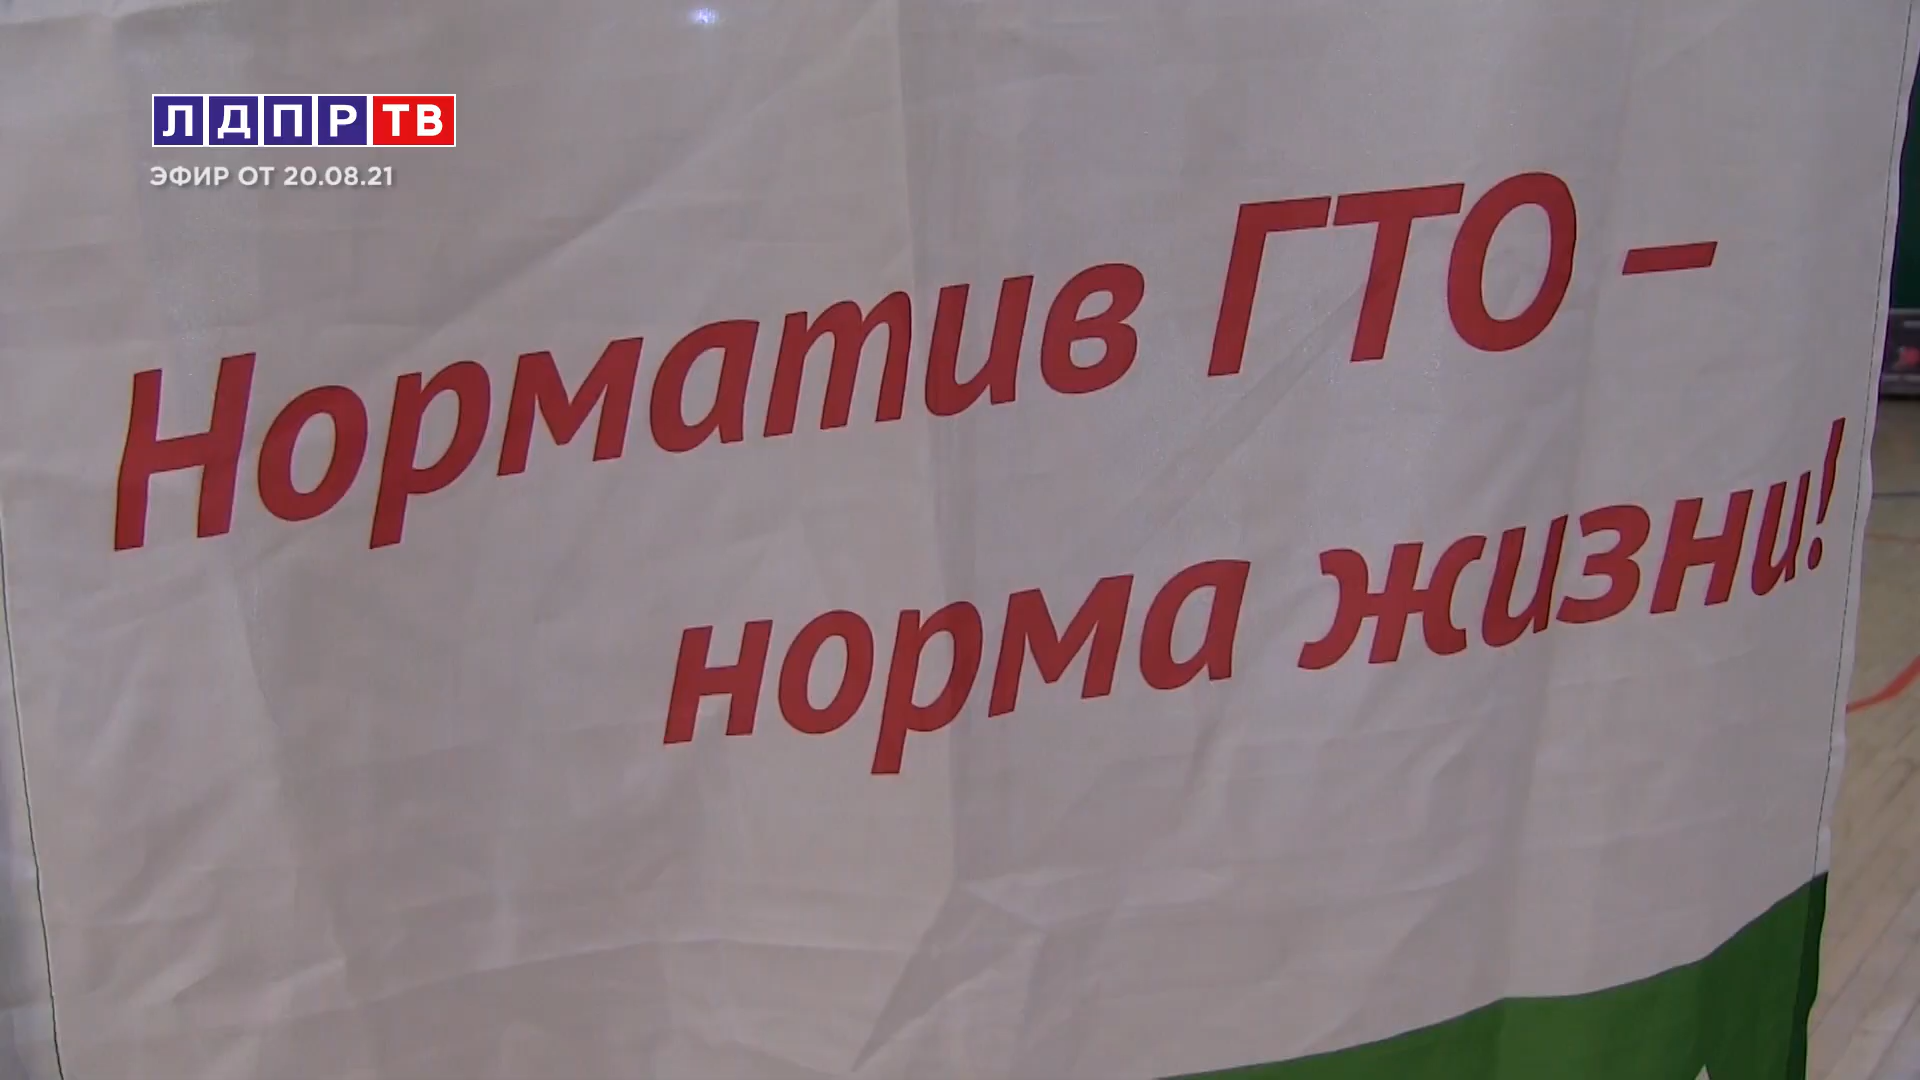 ЛДПР ТВ
ЭФИР ОТ 20.08.21
Норматив ГТО –
норма жизни!